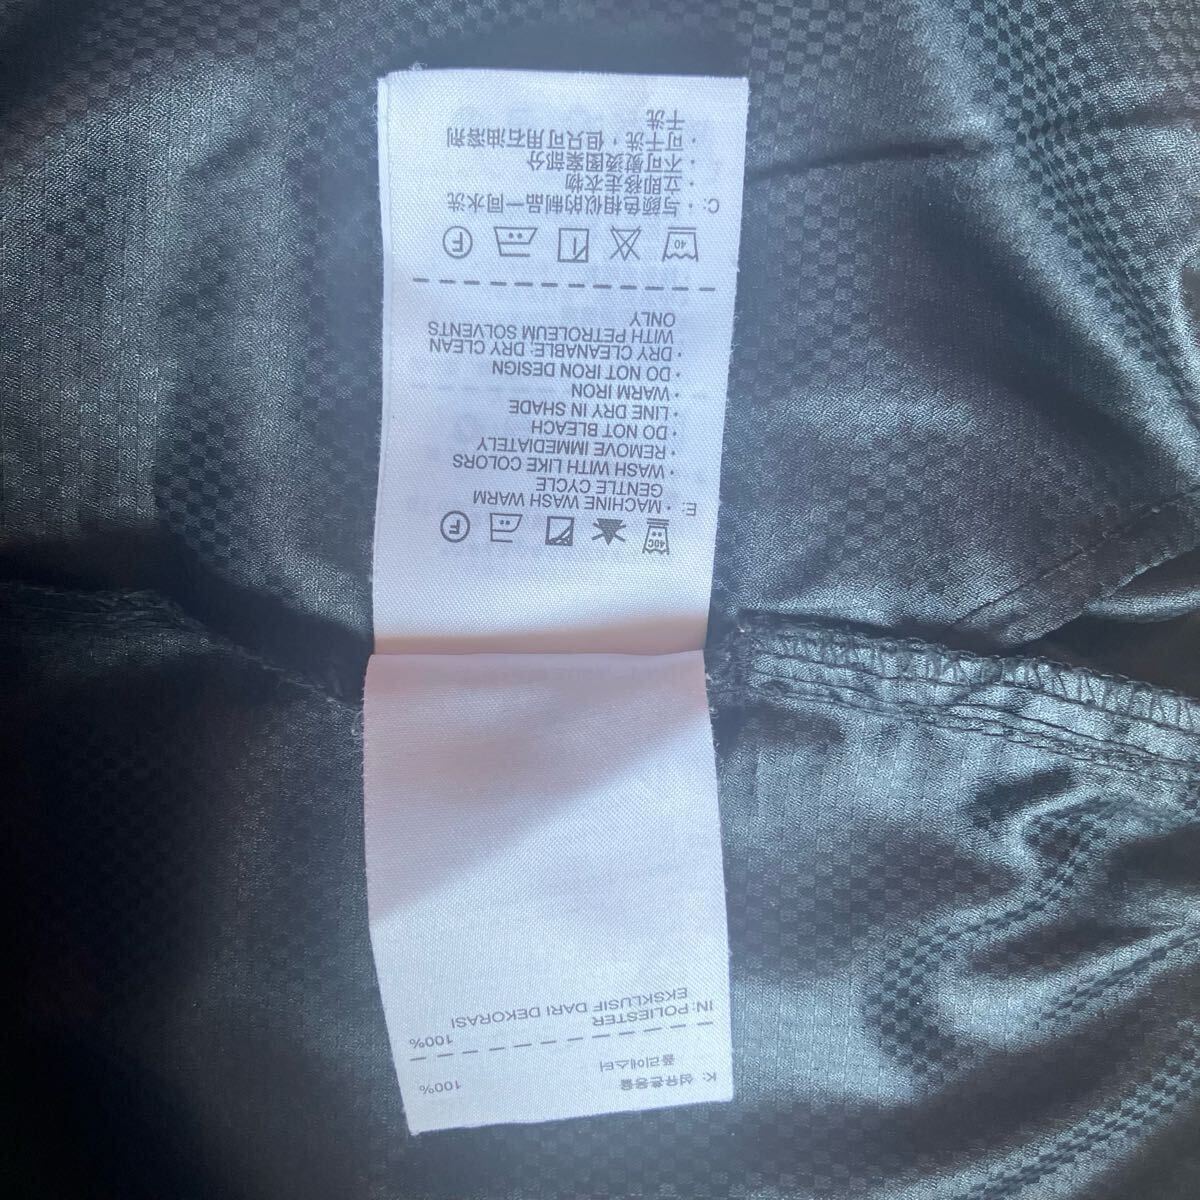 K: 섬유혼용율
폴리에스터 100%
IN: POLIESTER 100%
EKSKLUSIF DARI DEKORASI
40C
F
E: · MACHINE WASH WARM
GENTLE CYCLE
· WASH WITH LIKE COLORS
· REMOVE IMMEDIATELY
· DO NOT BLEACH
· LINE DRY IN SHADE
· WARM IRON
· DO NOT IRON DESIGN
· DRY CLEANABLE: DRY CLEAN
WITH PETROLEUM SOLVENTS
ONLY
40
F
C: · 与颜色相似的制品一同水洗
· 立即移走衣物
· 不可熨烫图案部分
· 可干洗，但只可用石油溶剂
干洗